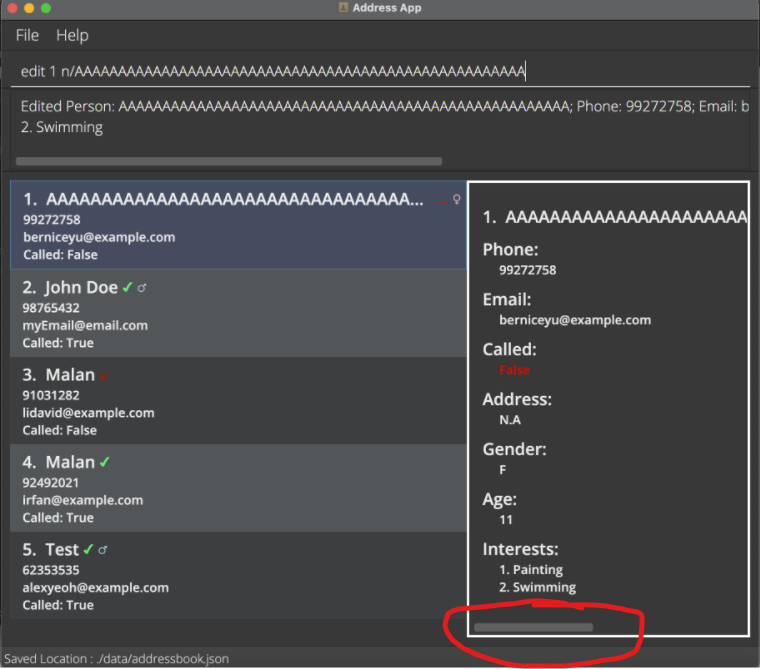 Address App
File Help
edit 1 n/AAAAAAAAAAAAAAAAAAAAAAAAAAAAAAAAAAAAAAAAAAAAAAAAAAAA
Edited Person: AAAAAAAAAAAAAAAAAAAAAAAAAAAAAAAAAAAAAAAAAAAAAAAAAAAA; Phone: 99272758; Email: b
2. Swimming
1. AAAAAAAAAAAAAAAAAAAAAAAAAAAAAAAAAA... ... ♀
99272758
berniceyu@example.com
Called: False
2. John Doe ✓ ♂
98765432
myEmail@email.com
Called: True
3. Malan ×
91031282
lidavid@example.com
Called: False
4. Malan ✓
92492021
irfan@example.com
Called: True
5. Test ✓ ♂
62353535
alexyeoh@example.com
Called: True
1. AAAAAAAAAAAAAAAAAAAAAA
Phone:
99272758
Email:
berniceyu@example.com
Called:
False
Address:
N.A
Gender:
F
Age:
11
Interests:
1. Painting
2. Swimming
Saved Location : ./data/addressbook.json